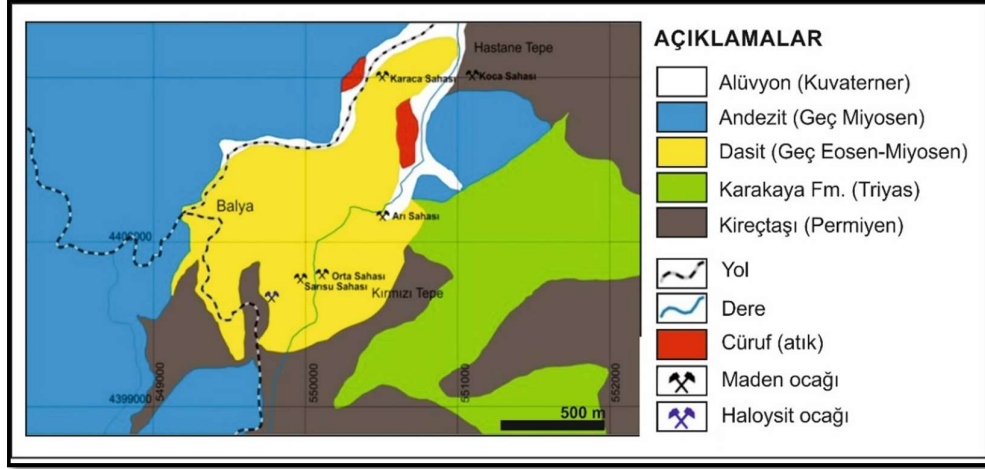 Hastane Tepe
Karaca Sahası
Koca Sahası
Balya
Arı Sahası
4400000
Orta Sahası
Sarısu Sahası
Kırmızı Tepe
4399000
549000
550000
551000
552000
500 m
AÇIKLAMALAR
Alüvyon (Kuvaterner)
Andezit (Geç Miyosen)
Dasit (Geç Eosen-Miyosen)
Karakaya Fm. (Triyas)
Kireçtaşı (Permiyen)
Yol
Dere
Cüruf (atık)
Maden ocağı
Haloysit ocağı